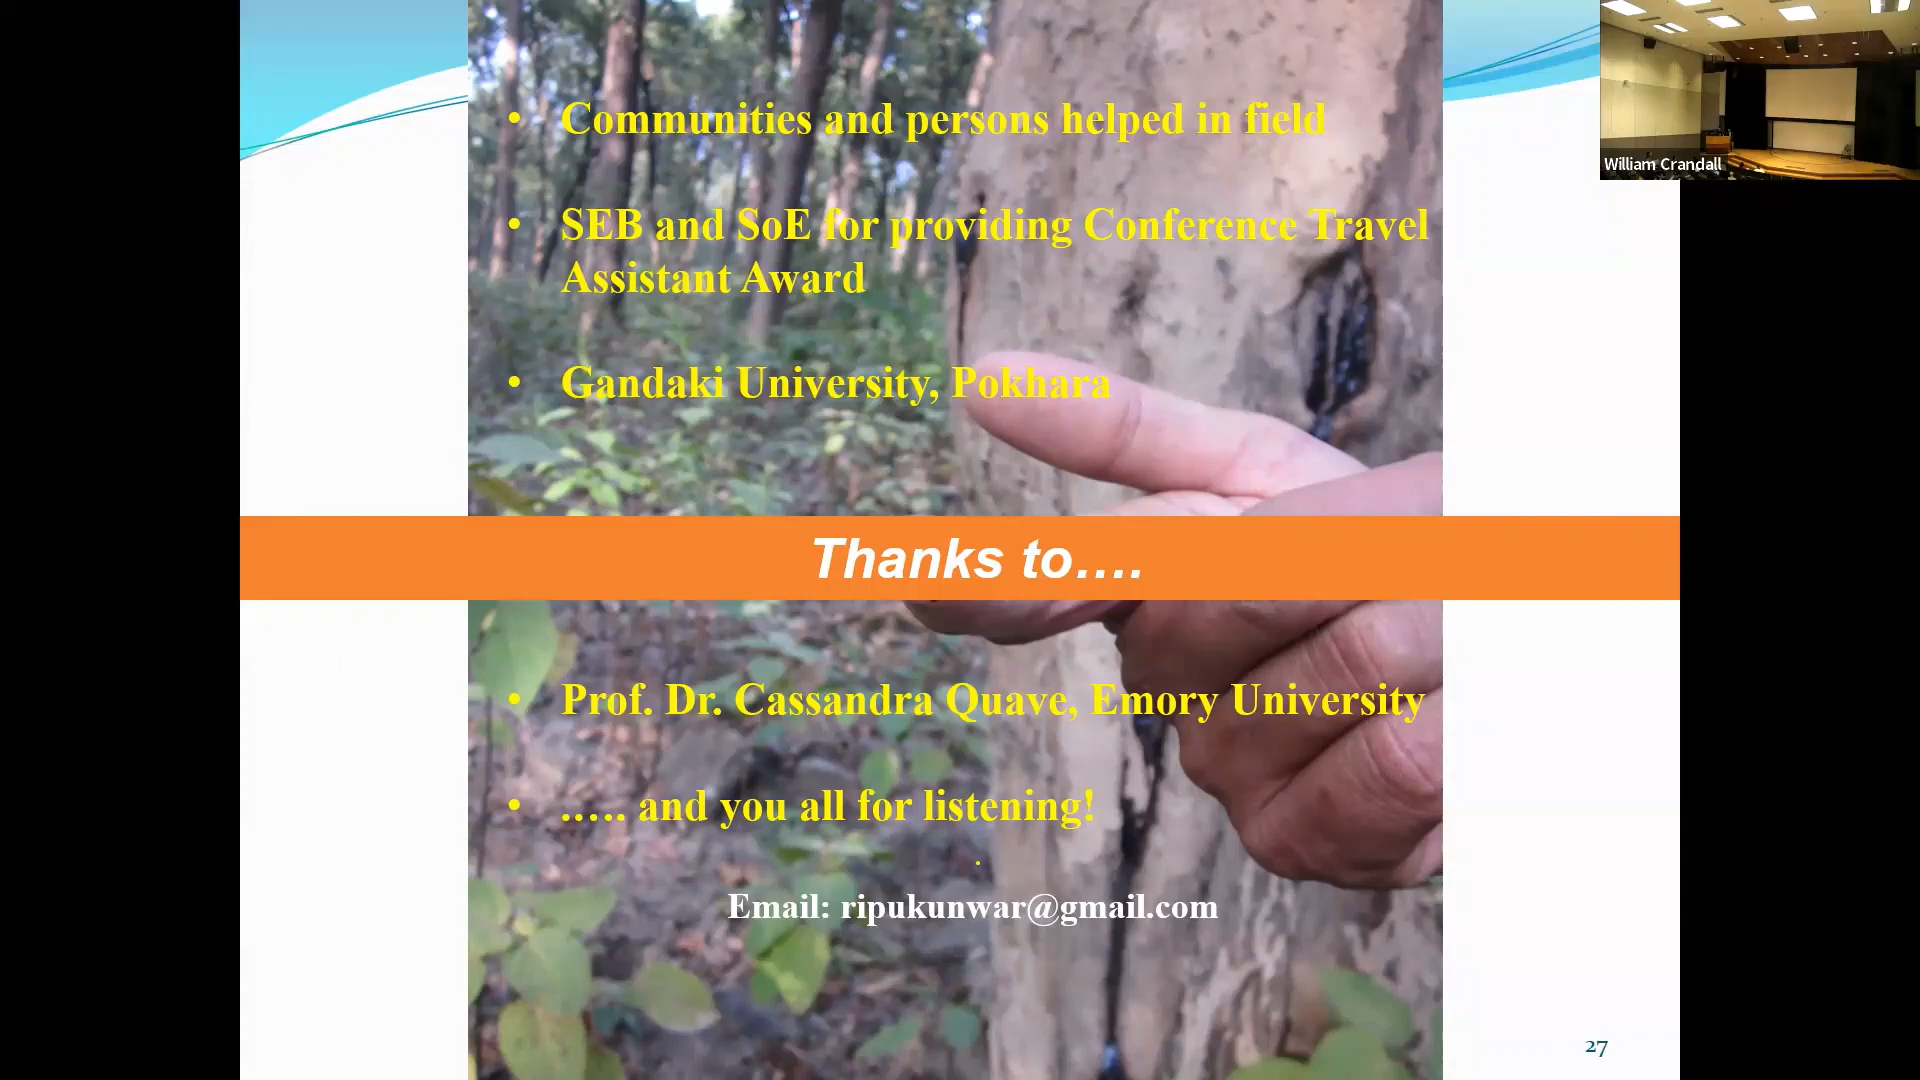 • Communities and persons helped in field
• SEB and SoE for providing Conference Travel
Assistant Award
• Gandaki University, Pokhara
Thanks to….
• Prof. Dr. Cassandra Quave, Emory University
• ….. and you all for listening!
.
Email: ripukunwar@gmail.com
27
William Crandall